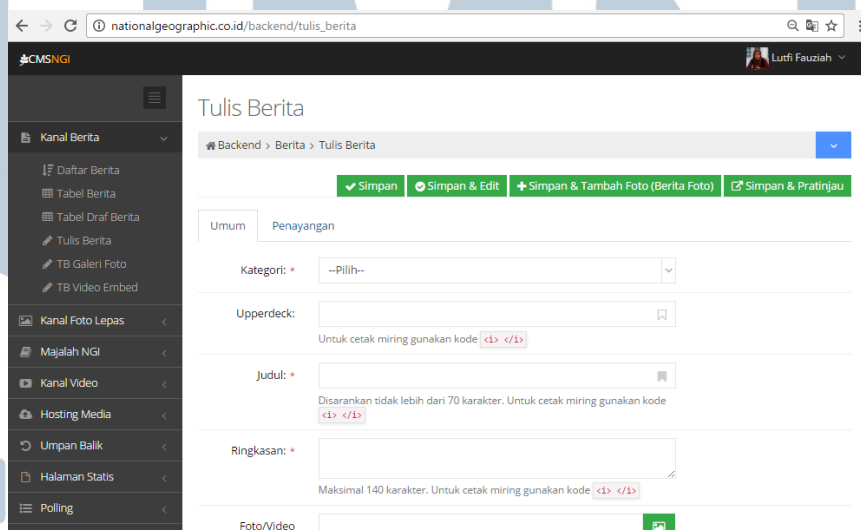 nationalgeographic.co.id/backend/tulis_berita
CMSNGI
Lutfi Fauziah
Tulis Berita
Backend > Berita > Tulis Berita
Kanal Berita
Daftar Berita
Tabel Berita
Tabel Draf Berita
Tulis Berita
TB Galeri Foto
TB Video Embed
Kanal Foto Lepas
Majalah NGI
Kanal Video
Hosting Media
Umpan Balik
Halaman Statis
Polling
Simpan
Simpan & Edit
Simpan & Tambah Foto (Berita Foto)
Simpan & Pratinjau
Umum
Penayangan
Kategori: *
--Pilih--
Upperdeck:
Untuk cetak miring gunakan kode <i> </i>
Judul: *
Disarankan tidak lebih dari 70 karakter. Untuk cetak miring gunakan kode
<i> </i>
Ringkasan: *
Maksimal 140 karakter. Untuk cetak miring gunakan kode <i> </i>
Foto/Video